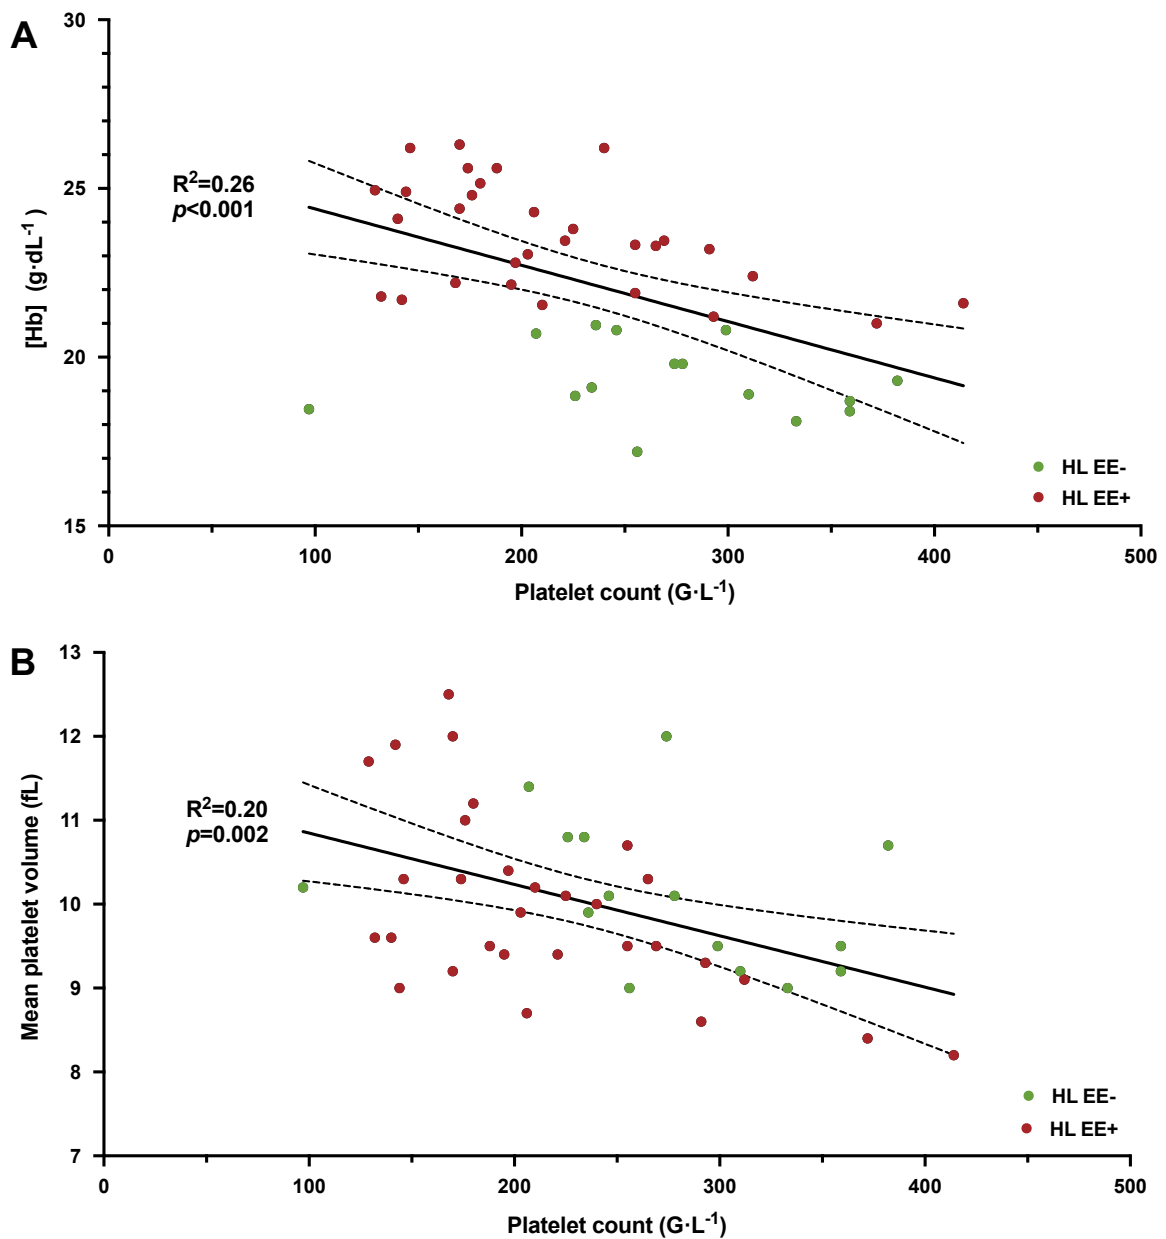 A
30
25
20
15
[Hb] (g·dL-1 )
R2=0.26
p<0.001
HL EE-
HL EE+
0 100 200 300 400 500
Platelet count (G·L-1)
B
13
12
11
10
9
8
7
Mean platelet volume (fL)
R2=0.20
p=0.002
HL EE-
HL EE+
0 100 200 300 400 500
Platelet count (G·L-1)